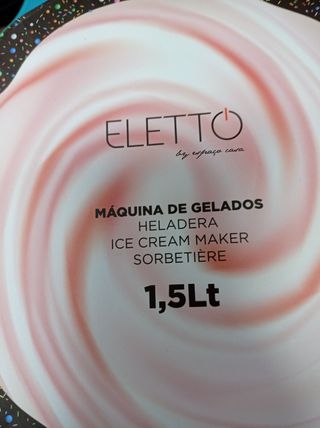 ELETTO
by espaço casa
MÁQUINA DE GELADOS
HELADERA
ICE CREAM MAKER
SORBETIÈRE
1,5Lt